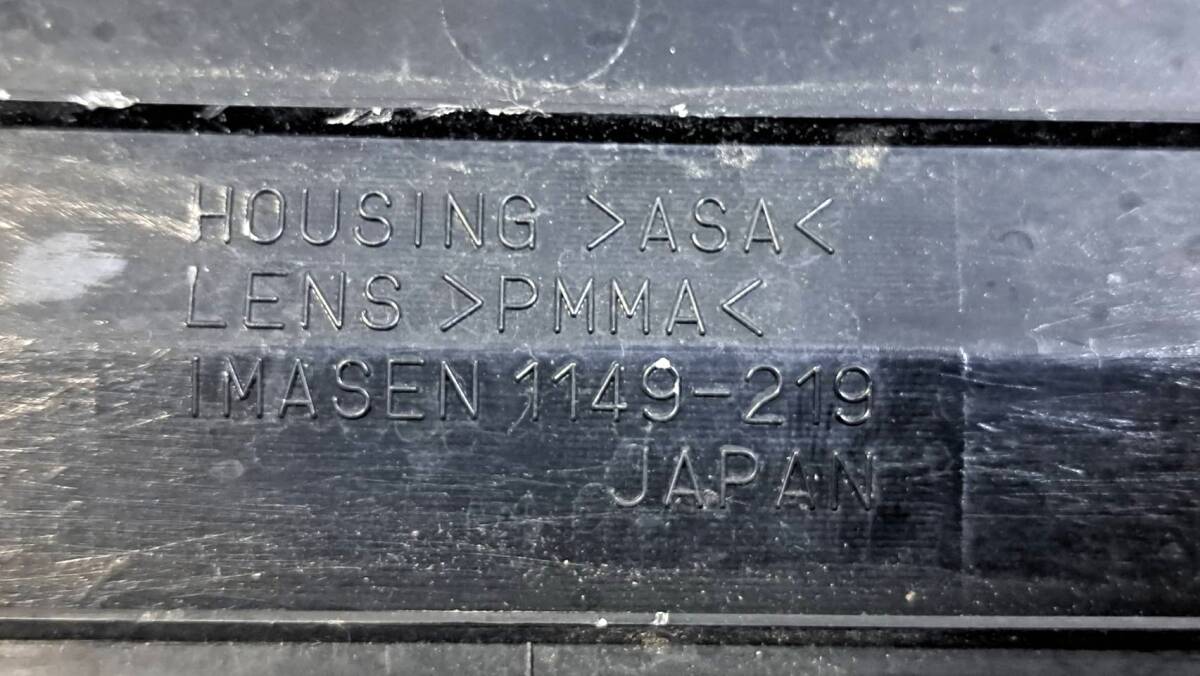 HOUSING >ASA<
LENS >PMMA<
IMASEN 1149-219
JAPAN